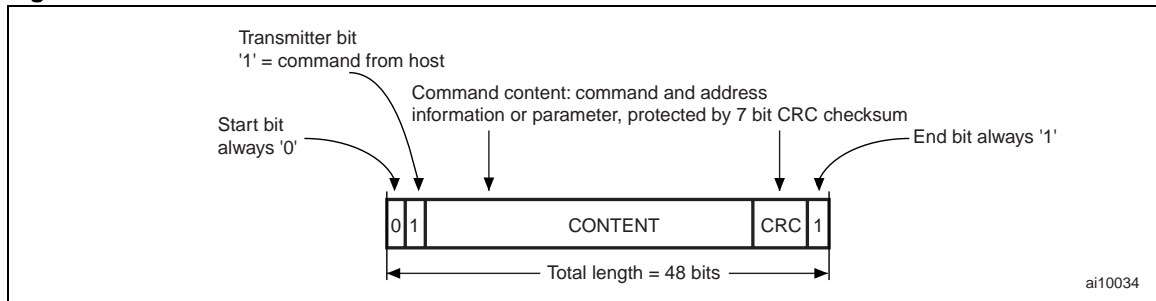 Transmitter bit
'1' = command from host
Command content: command and address
information or parameter, protected by 7 bit CRC checksum
Start bit
always '0'
End bit always '1'
0 1 CONTENT CRC 1
Total length = 48 bits
ai10034